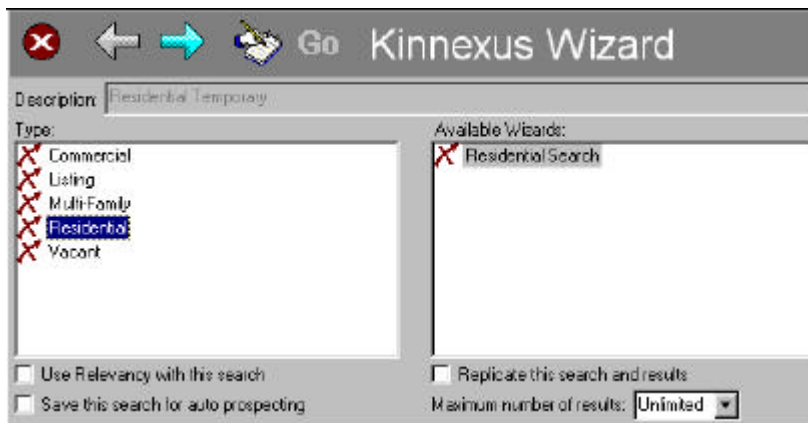 Go Kinnexus Wizard
Description: Residential Temporary
Type:
Commercial
Listing
Multi-Family
Residential
Vacant
Available Wizards:
Residential Search
Use Relevancy with this search
Save this search for auto prospecting
Replicate this search and results
Maximum number of results: Unlimited